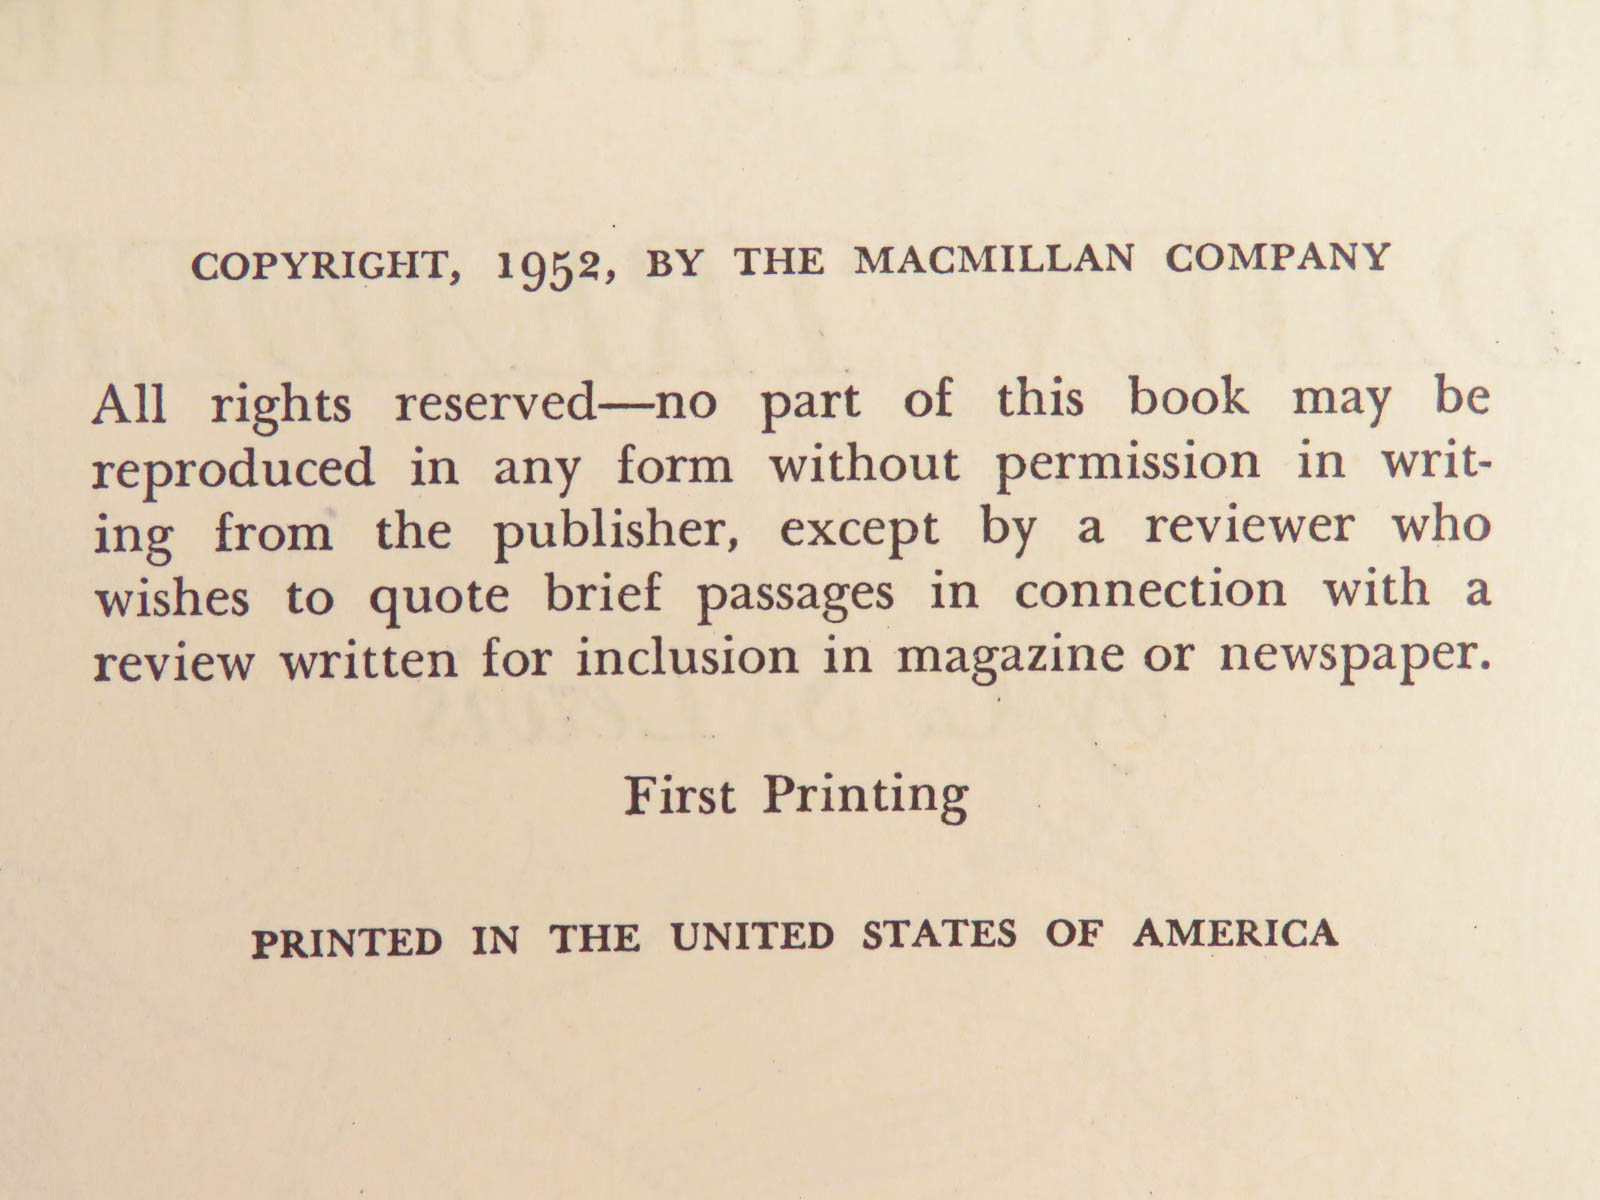 COPYRIGHT, 1952, BY THE MACMILLAN COMPANY
All rights reserved—no part of this book may be
reproduced in any form without permission in writ-
ing from the publisher, except by a reviewer who
wishes to quote brief passages in connection with a
review written for inclusion in magazine or newspaper.
First Printing
PRINTED IN THE UNITED STATES OF AMERICA